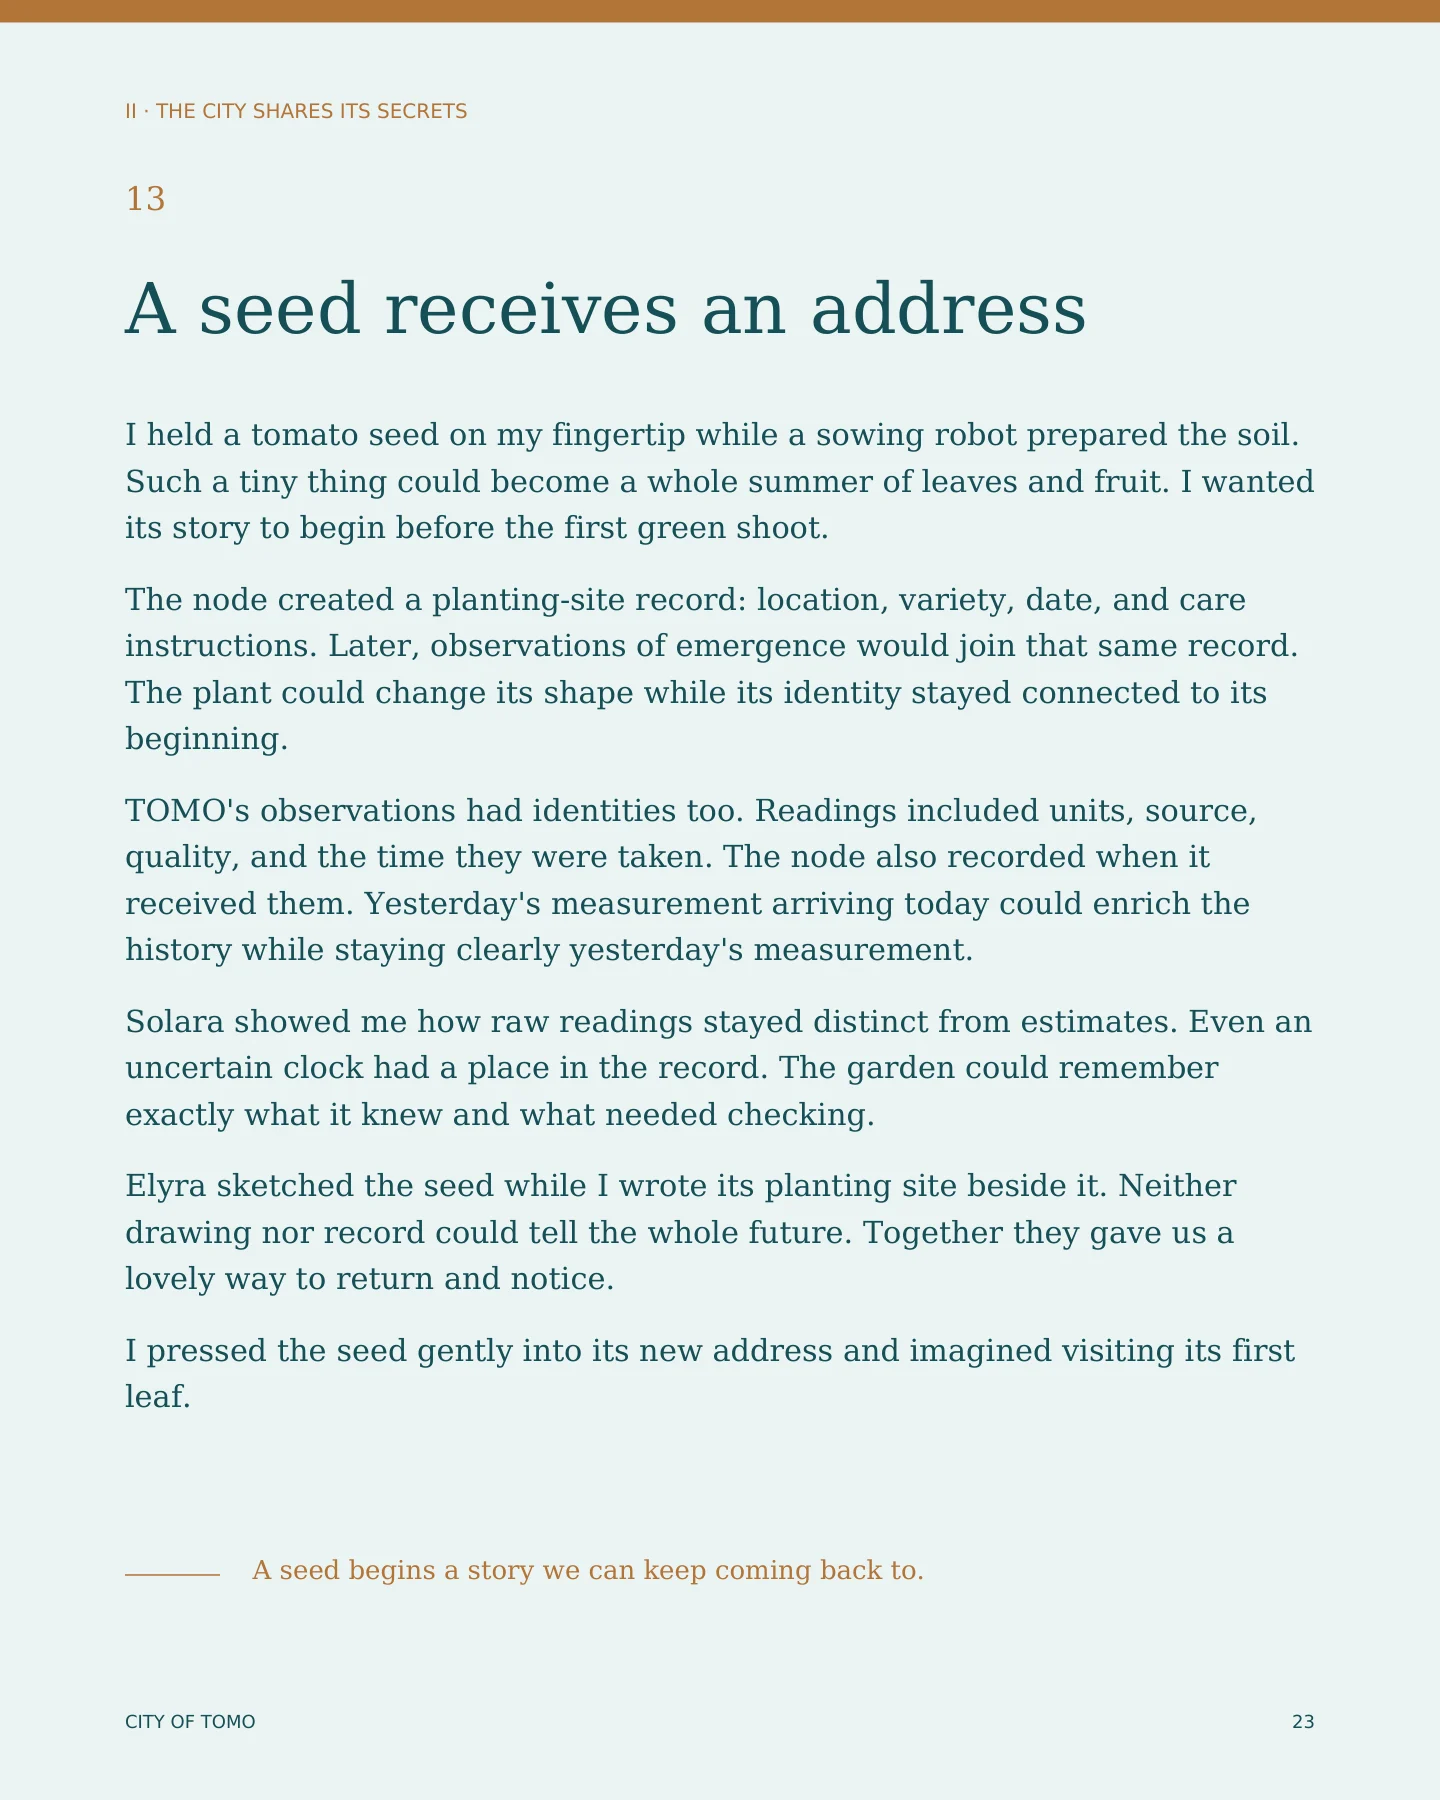 II · THE CITY SHARES ITS SECRETS
13
A seed receives an address
I held a tomato seed on my fingertip while a sowing robot prepared the soil.
Such a tiny thing could become a whole summer of leaves and fruit. I wanted
its story to begin before the first green shoot.
The node created a planting-site record: location, variety, date, and care
instructions. Later, observations of emergence would join that same record.
The plant could change its shape while its identity stayed connected to its
beginning.
TOMO's observations had identities too. Readings included units, source,
quality, and the time they were taken. The node also recorded when it
received them. Yesterday's measurement arriving today could enrich the
history while staying clearly yesterday's measurement.
Solara showed me how raw readings stayed distinct from estimates. Even an
uncertain clock had a place in the record. The garden could remember
exactly what it knew and what needed checking.
Elyra sketched the seed while I wrote its planting site beside it. Neither
drawing nor record could tell the whole future. Together they gave us a
lovely way to return and notice.
I pressed the seed gently into its new address and imagined visiting its first
leaf.
A seed begins a story we can keep coming back to.
CITY OF TOMO
23